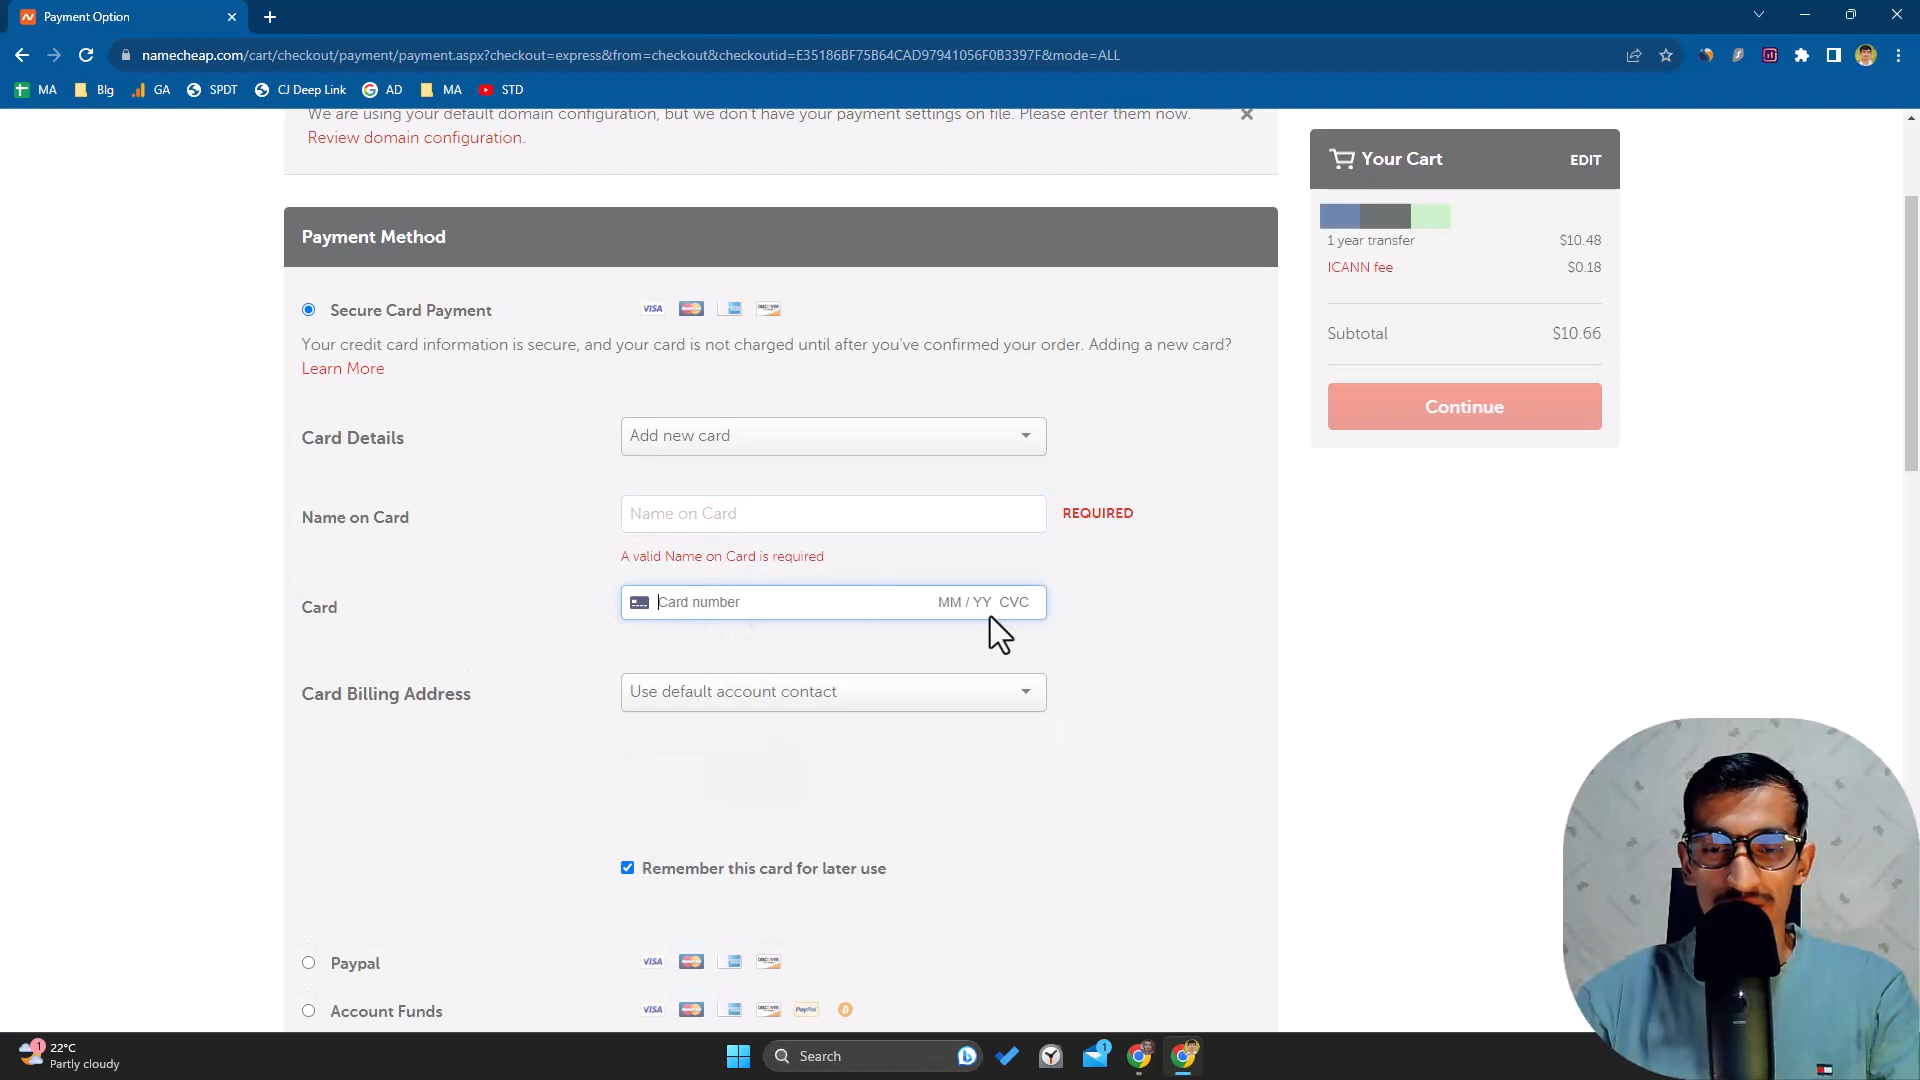 Payment Option
namecheap.com/cart/checkout/payment/payment.aspx?checkout=express&from=checkout&checkoutid=E35186BF75B64CAD97941056F0B3397F&mode=ALL
MA
Blg
GA
SPDT
CJ Deep Link
AD
MA
STD
We are using your default domain configuration, but we don't have your payment settings on file. Please enter them now.
Review domain configuration.
Payment Method
Secure Card Payment
VISA
Your credit card information is secure, and your card is not charged until after you've confirmed your order. Adding a new card?
Learn More
Card Details
Add new card
Name on Card
Name on Card
REQUIRED
A valid Name on Card is required
Card
Card number
MM / YY CVC
Card Billing Address
Use default account contact
Remember this card for later use
Paypal
VISA
Account Funds
VISA
PayPal
Your Cart
EDIT
1 year transfer
$10.48
ICANN fee
$0.18
Subtotal
$10.66
Continue
1
22°C
Partly cloudy
Search
1